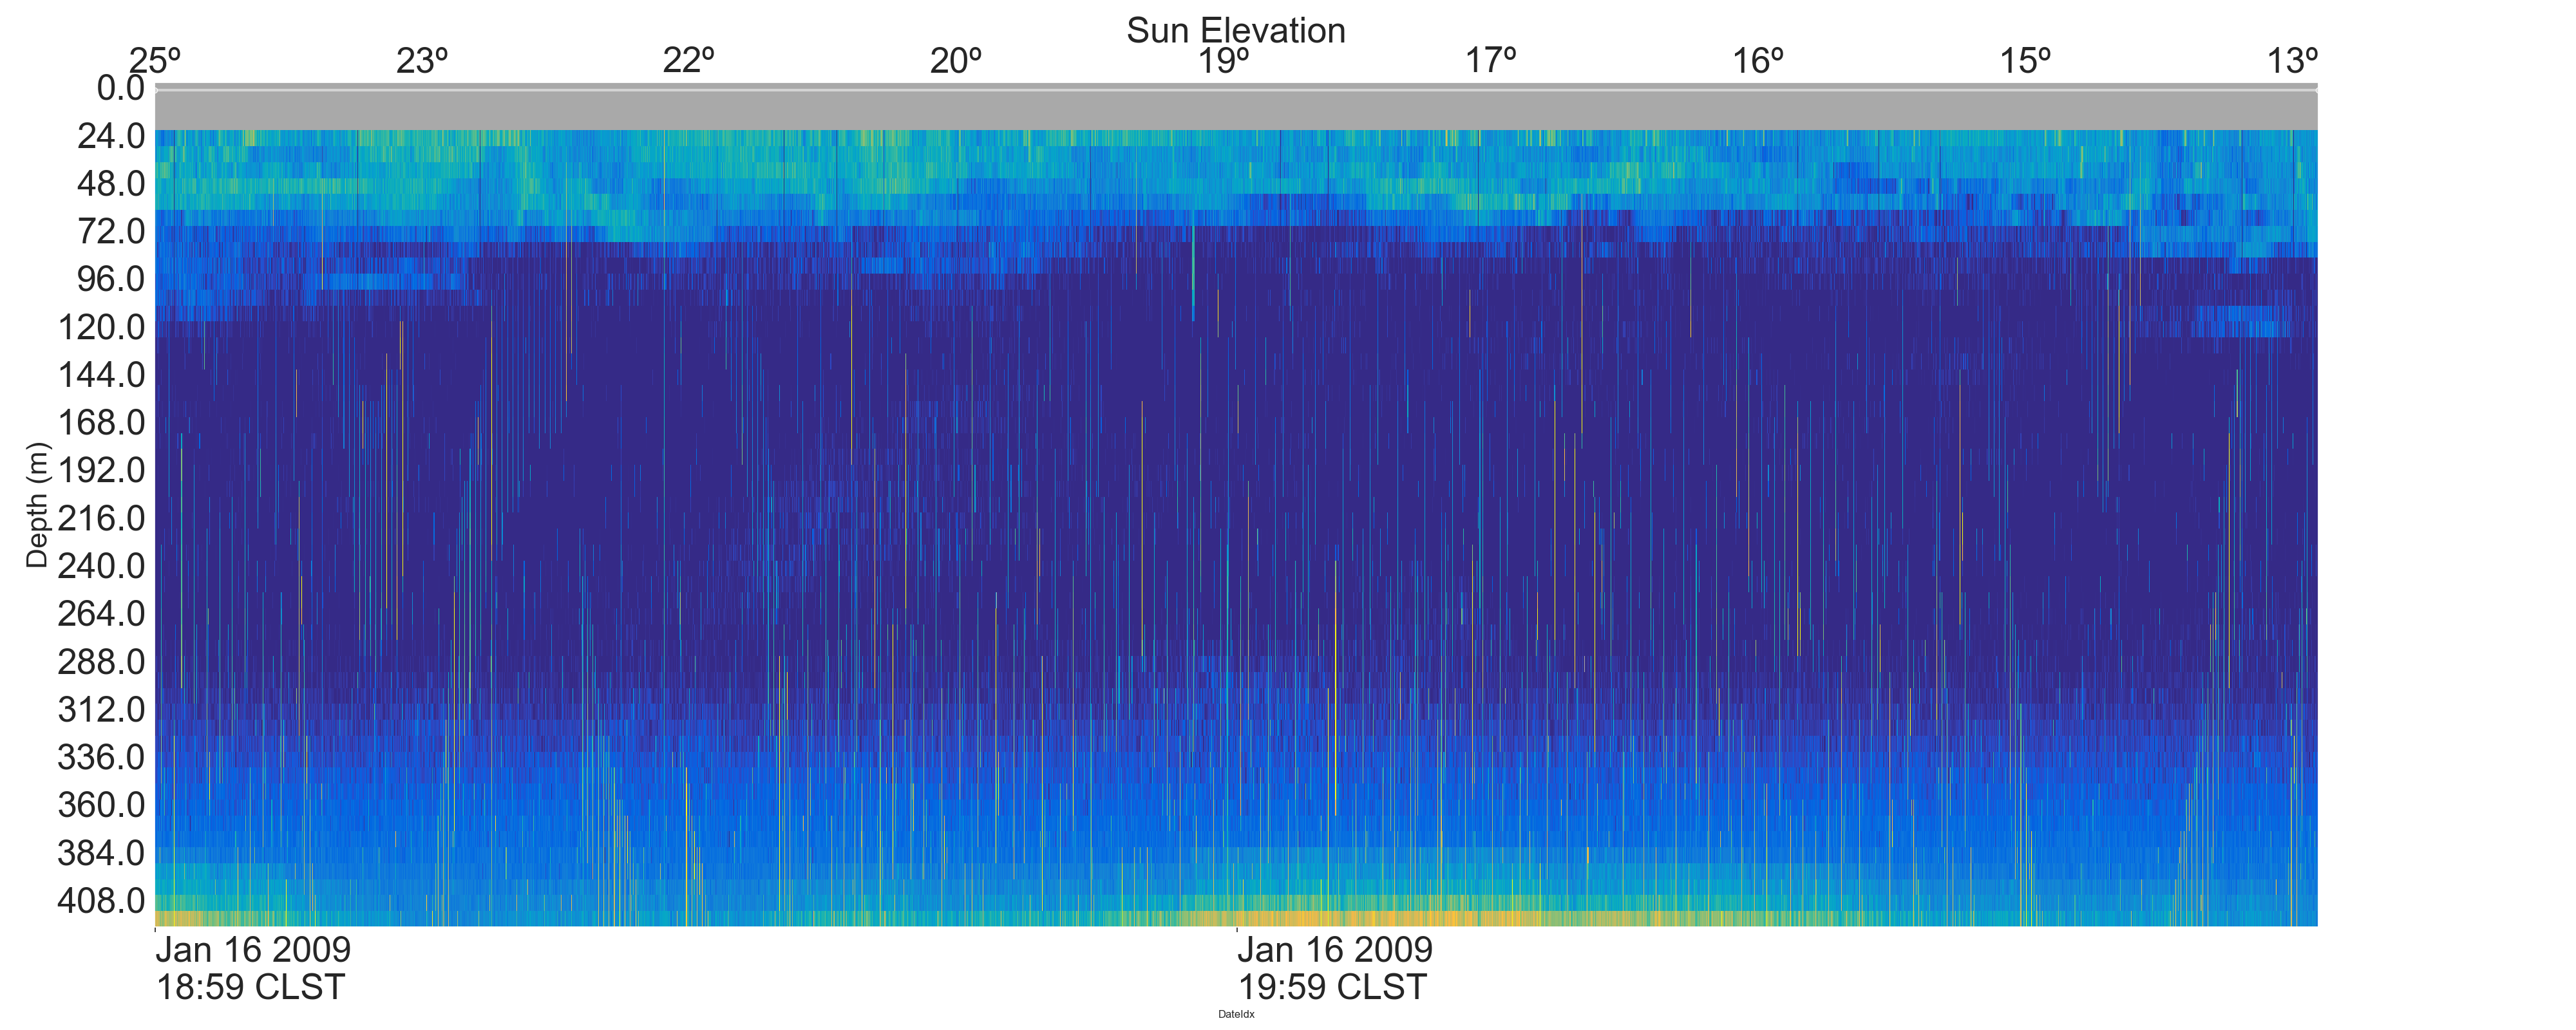 Sun Elevation
25º 23º 22º 20º 19º 17º 16º 15º 13º
0.0
24.0
48.0
72.0
96.0
120.0
144.0
168.0
192.0
216.0
240.0
264.0
288.0
312.0
336.0
360.0
384.0
408.0
Depth (m)
Jan 16 2009
18:59 CLST
Jan 16 2009
19:59 CLST
DateIdx